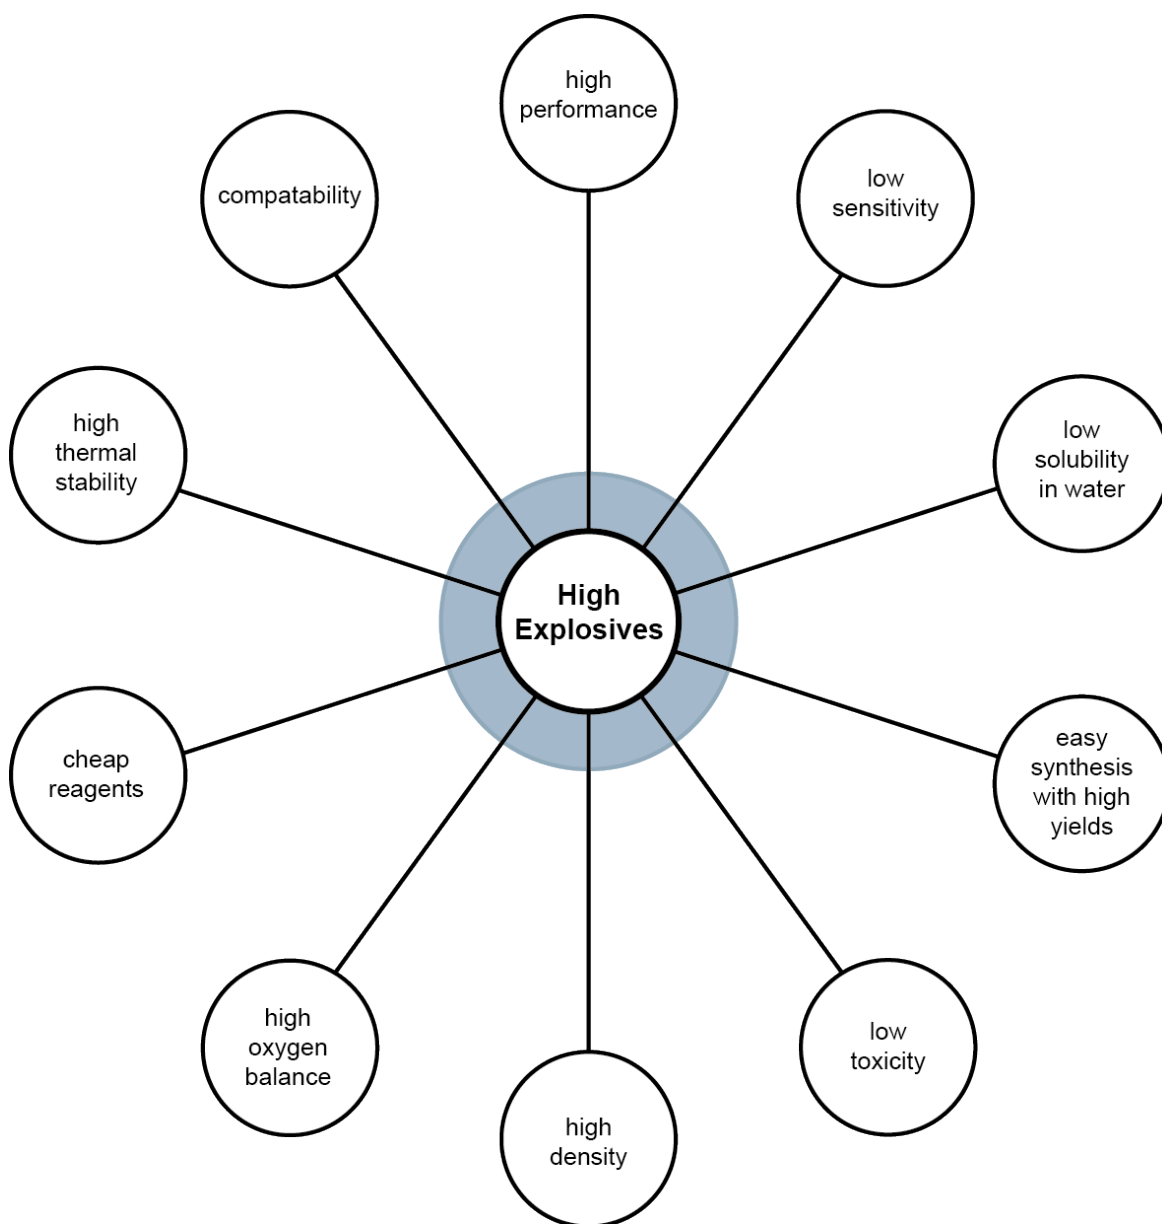 high
performance
low
sensitivity
low
solubility
in water
easy
synthesis
with high
yields
low
toxicity
high
density
high
oxygen
balance
cheap
reagents
high
thermal
stability
compatability
High
Explosives